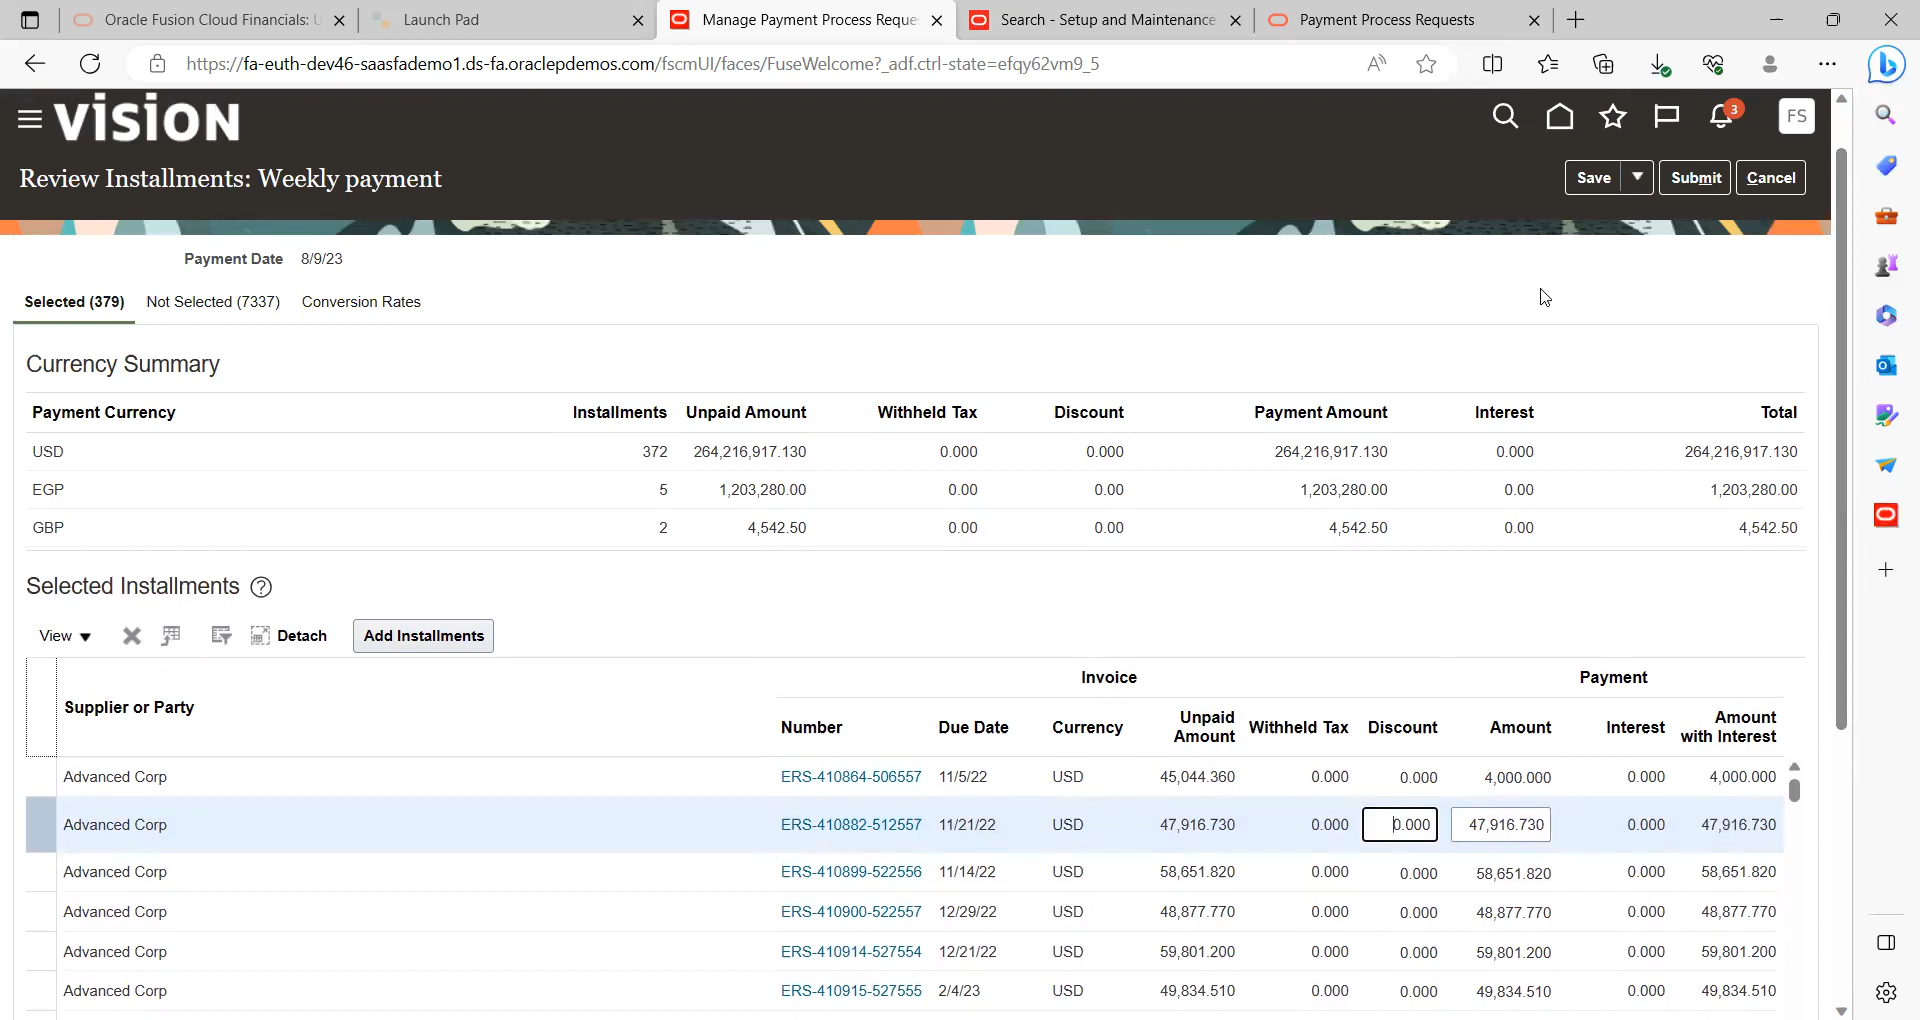 Oracle Fusion Cloud Financials: U
Launch Pad
Manage Payment Process Reque
Search - Setup and Maintenance
Payment Process Requests
https://fa-euth-dev46-saasfademo1.ds-fa.oraclepdemos.com/fscmUI/faces/FuseWelcome?_adf.ctrl-state=efqy62vm9_5
VISION
3
FS
Review Installments: Weekly payment
Save
Submit
Cancel
Payment Date 8/9/23
Selected (379) Not Selected (7337) Conversion Rates
Currency Summary
Payment Currency Installments Unpaid Amount Withheld Tax Discount Payment Amount Interest Total
USD 372 264,216,917.130 0.000 0.000 264,216,917.130 0.000 264,216,917.130
EGP 5 1,203,280.00 0.00 0.00 1,203,280.00 0.00 1,203,280.00
GBP 2 4,542.50 0.00 0.00 4,542.50 0.00 4,542.50
Selected Installments ?
View Detach Add Installments
Invoice Payment
Supplier or Party
Number Due Date Currency Unpaid Amount Withheld Tax Discount Amount Interest Amount with Interest
Advanced Corp ERS-410864-506557 11/5/22 USD 45,044.360 0.000 0.000 4,000.000 0.000 4,000.000
Advanced Corp ERS-410882-512557 11/21/22 USD 47,916.730 0.000 0.000 47,916.730 0.000 47,916.730
Advanced Corp ERS-410899-522556 11/14/22 USD 58,651.820 0.000 0.000 58,651.820 0.000 58,651.820
Advanced Corp ERS-410900-522557 12/29/22 USD 48,877.770 0.000 0.000 48,877.770 0.000 48,877.770
Advanced Corp ERS-410914-527554 12/21/22 USD 59,801.200 0.000 0.000 59,801.200 0.000 59,801.200
Advanced Corp ERS-410915-527555 2/4/23 USD 49,834.510 0.000 0.000 49,834.510 0.000 49,834.510